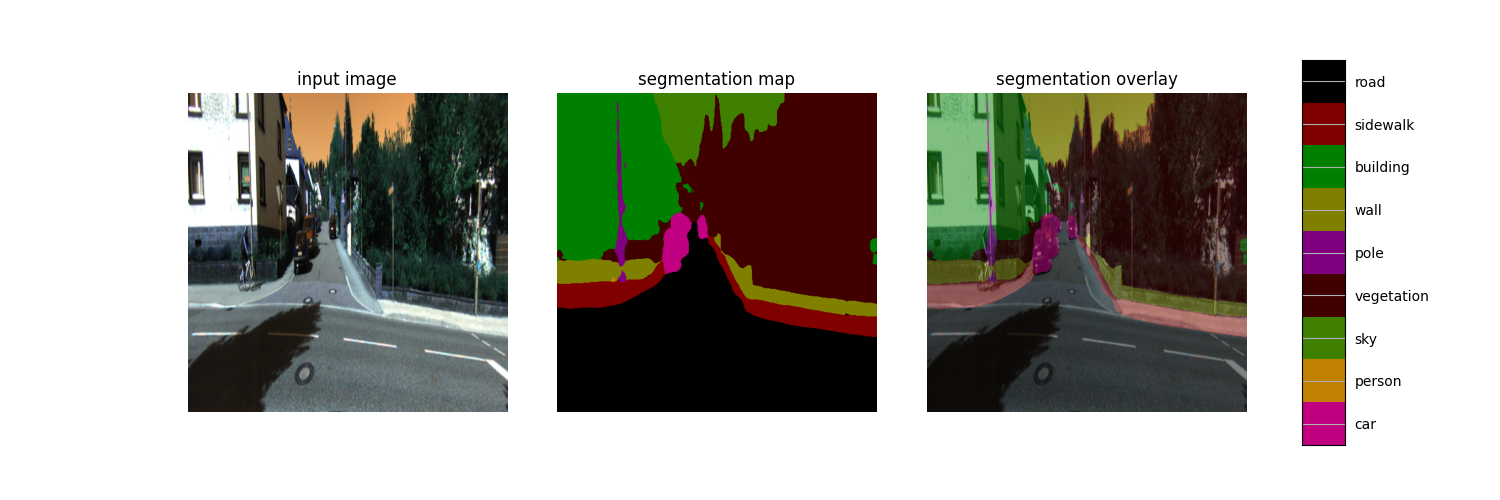 input image
segmentation map
segmentation overlay
road
sidewalk
building
wall
pole
vegetation
sky
person
car